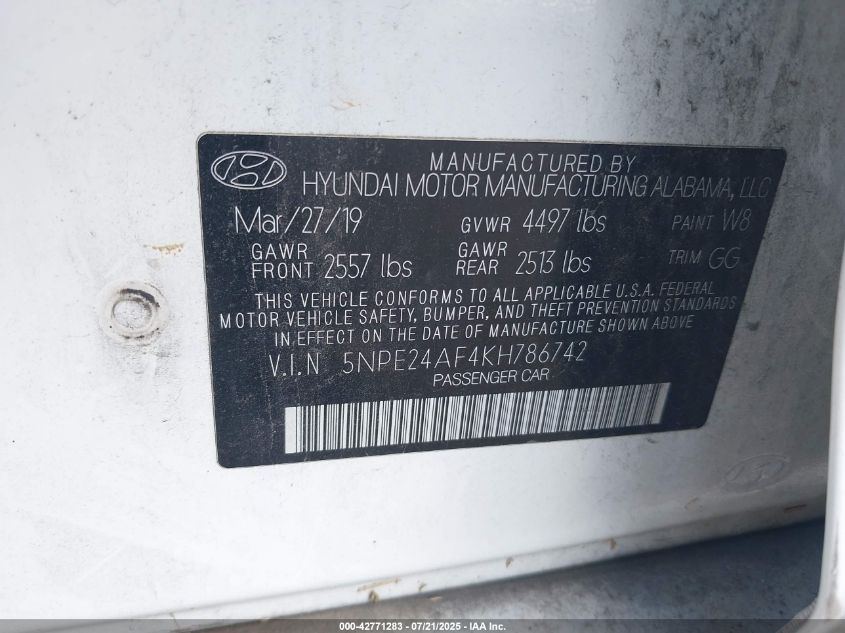 MANUFACTURED BY
HYUNDAI MOTOR MANUFACTURING ALABAMA, LLC
Mar/27/19 GVWR 4497 lbs PAINT W8
GAWR FRONT 2557 lbs GAWR REAR 2513 lbs TRIM GG
THIS VEHICLE CONFORMS TO ALL APPLICABLE U.S.A. FEDERAL
MOTOR VEHICLE SAFETY, BUMPER, AND THEFT PREVENTION STANDARDS
IN EFFECT ON THE DATE OF MANUFACTURE SHOWN ABOVE
V.I.N 5NPE24AF4KH786742
PASSENGER CAR
000-42771283 / 07/21/2025 - © IAA Inc.